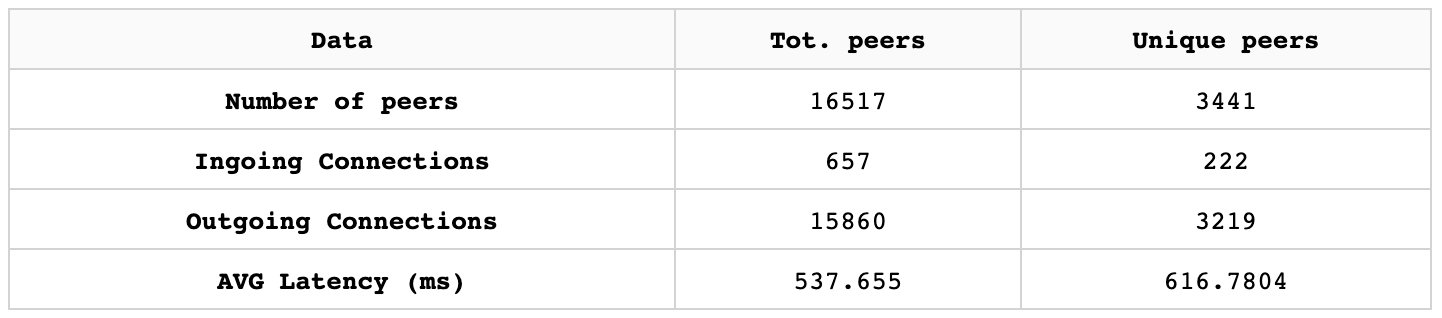 Data Tot. peers Unique peers
Number of peers 16517 3441
Ingoing Connections 657 222
Outgoing Connections 15860 3219
AVG Latency (ms) 537.655 616.7804